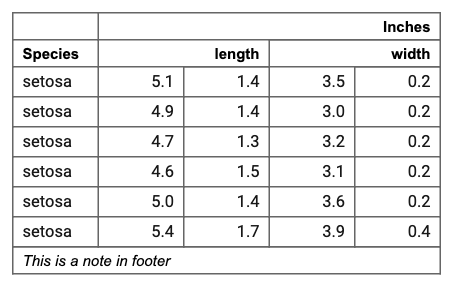 Inches
Species length width
setosa 5.1 1.4 3.5 0.2
setosa 4.9 1.4 3.0 0.2
setosa 4.7 1.3 3.2 0.2
setosa 4.6 1.5 3.1 0.2
setosa 5.0 1.4 3.6 0.2
setosa 5.4 1.7 3.9 0.4
This is a note in footer